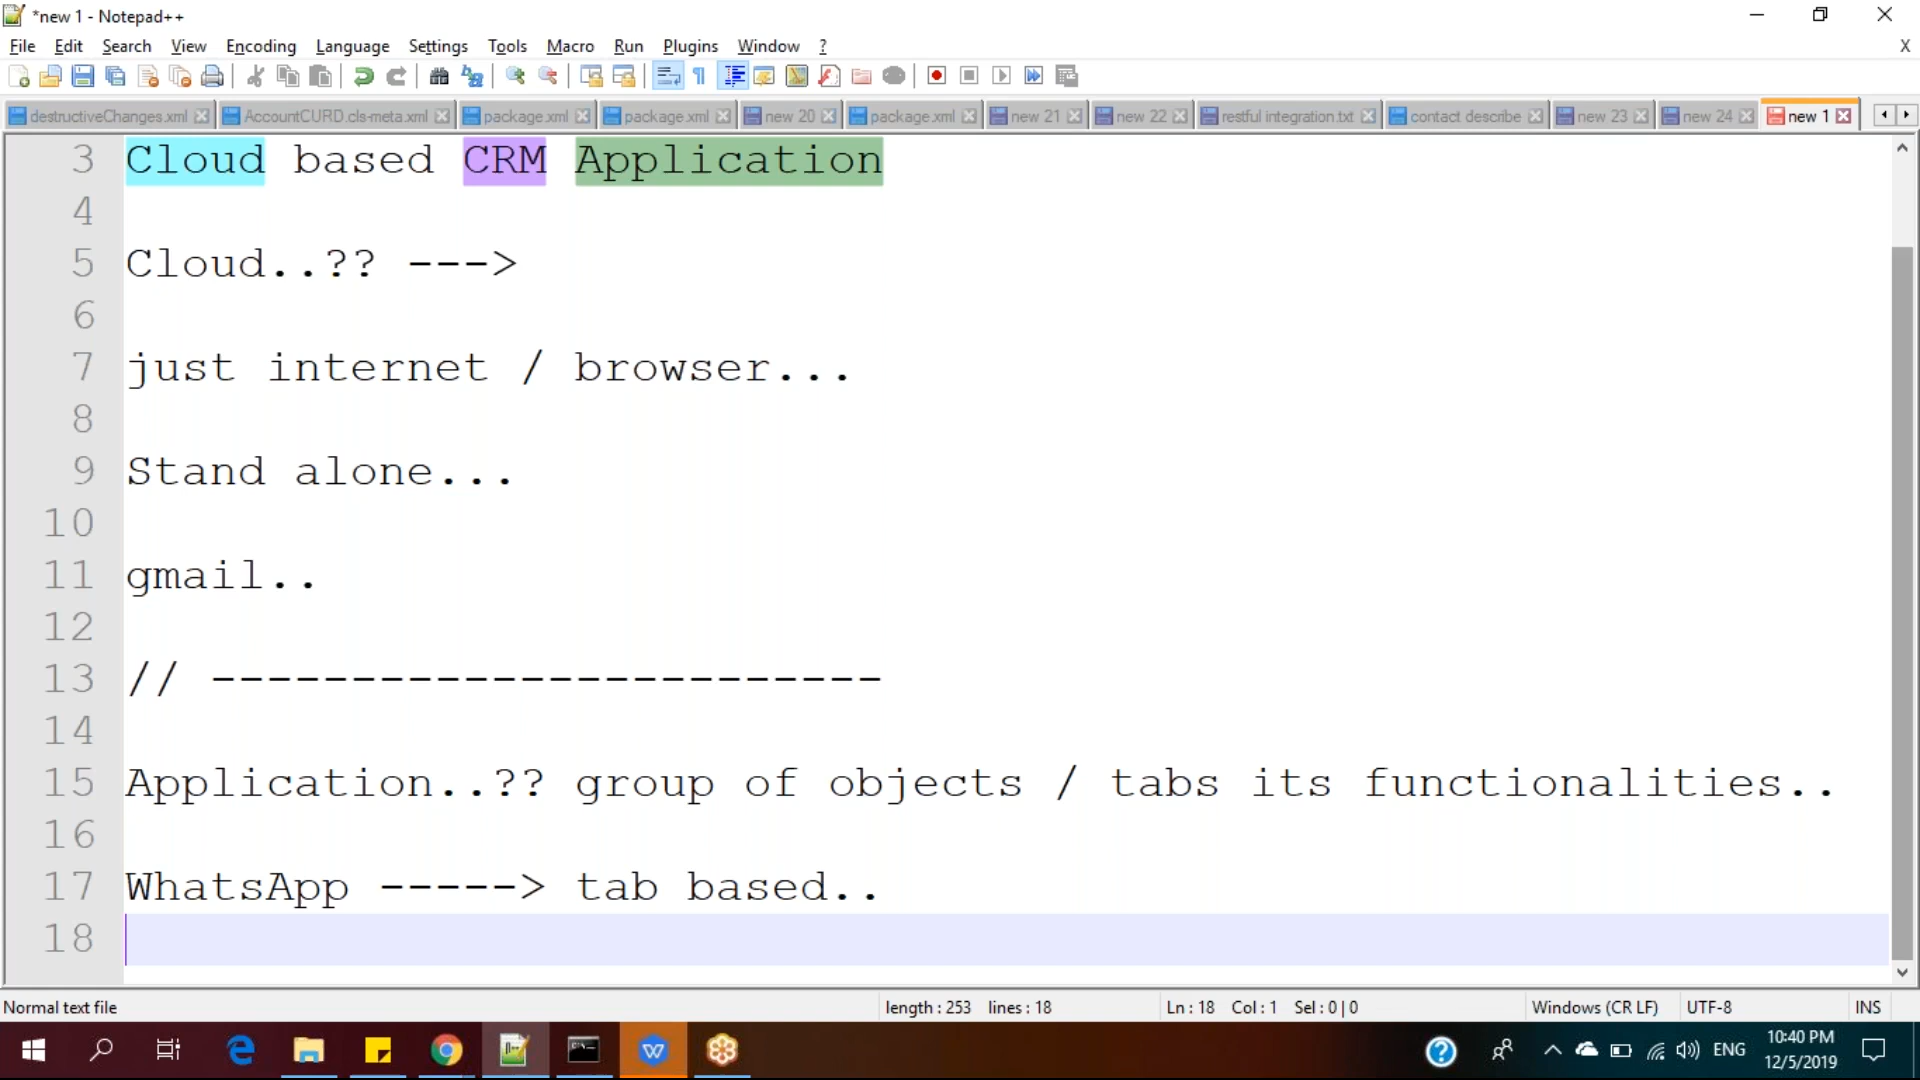 *new 1 - Notepad++
File Edit Search View Encoding Language Settings Tools Macro Run Plugins Window ? X
destructiveChanges.xml AccountCURD.cls-meta.xml package.xml package.xml new 20 package.xml new 21 new 22 restful integration.txt contact describe new 23 new 24 new 1
3 Cloud based CRM Application
4
5 Cloud..?? --->
6
7 just internet / browser...
8
9 Stand alone...
10
11 gmail..
12
13 // ------------------------
14
15 Application..?? group of objects / tabs its functionalities..
16
17 WhatsApp -----> tab based..
18
Normal text file length : 253 lines : 18 Ln : 18 Col : 1 Sel : 0 | 0 Windows (CR LF) UTF-8 INS
ENG 10:40 PM
12/5/2019